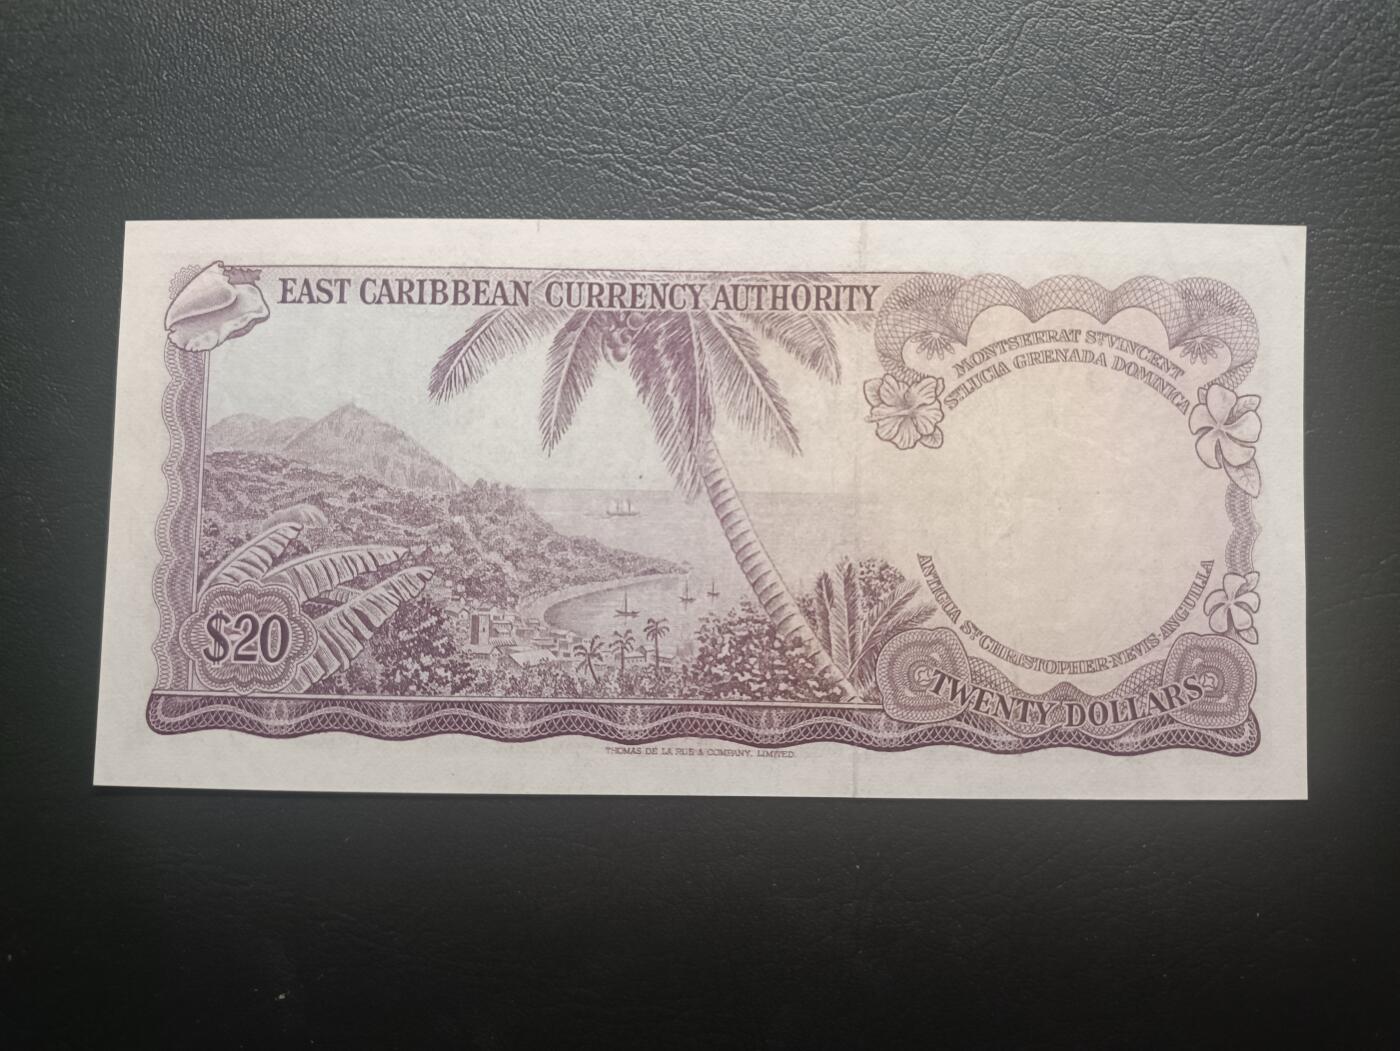 EAST CARIBBEAN CURRENCY AUTHORITY
MONTSERRAT ST VINCENT
ST LUCIA GRENADA DOMINICA
ANTIGUA ST CHRISTOPHER-NEVIS-ANGUILLA
$20
TWENTY DOLLARS
THOMAS DE LA RUE & COMPANY, LIMITED.